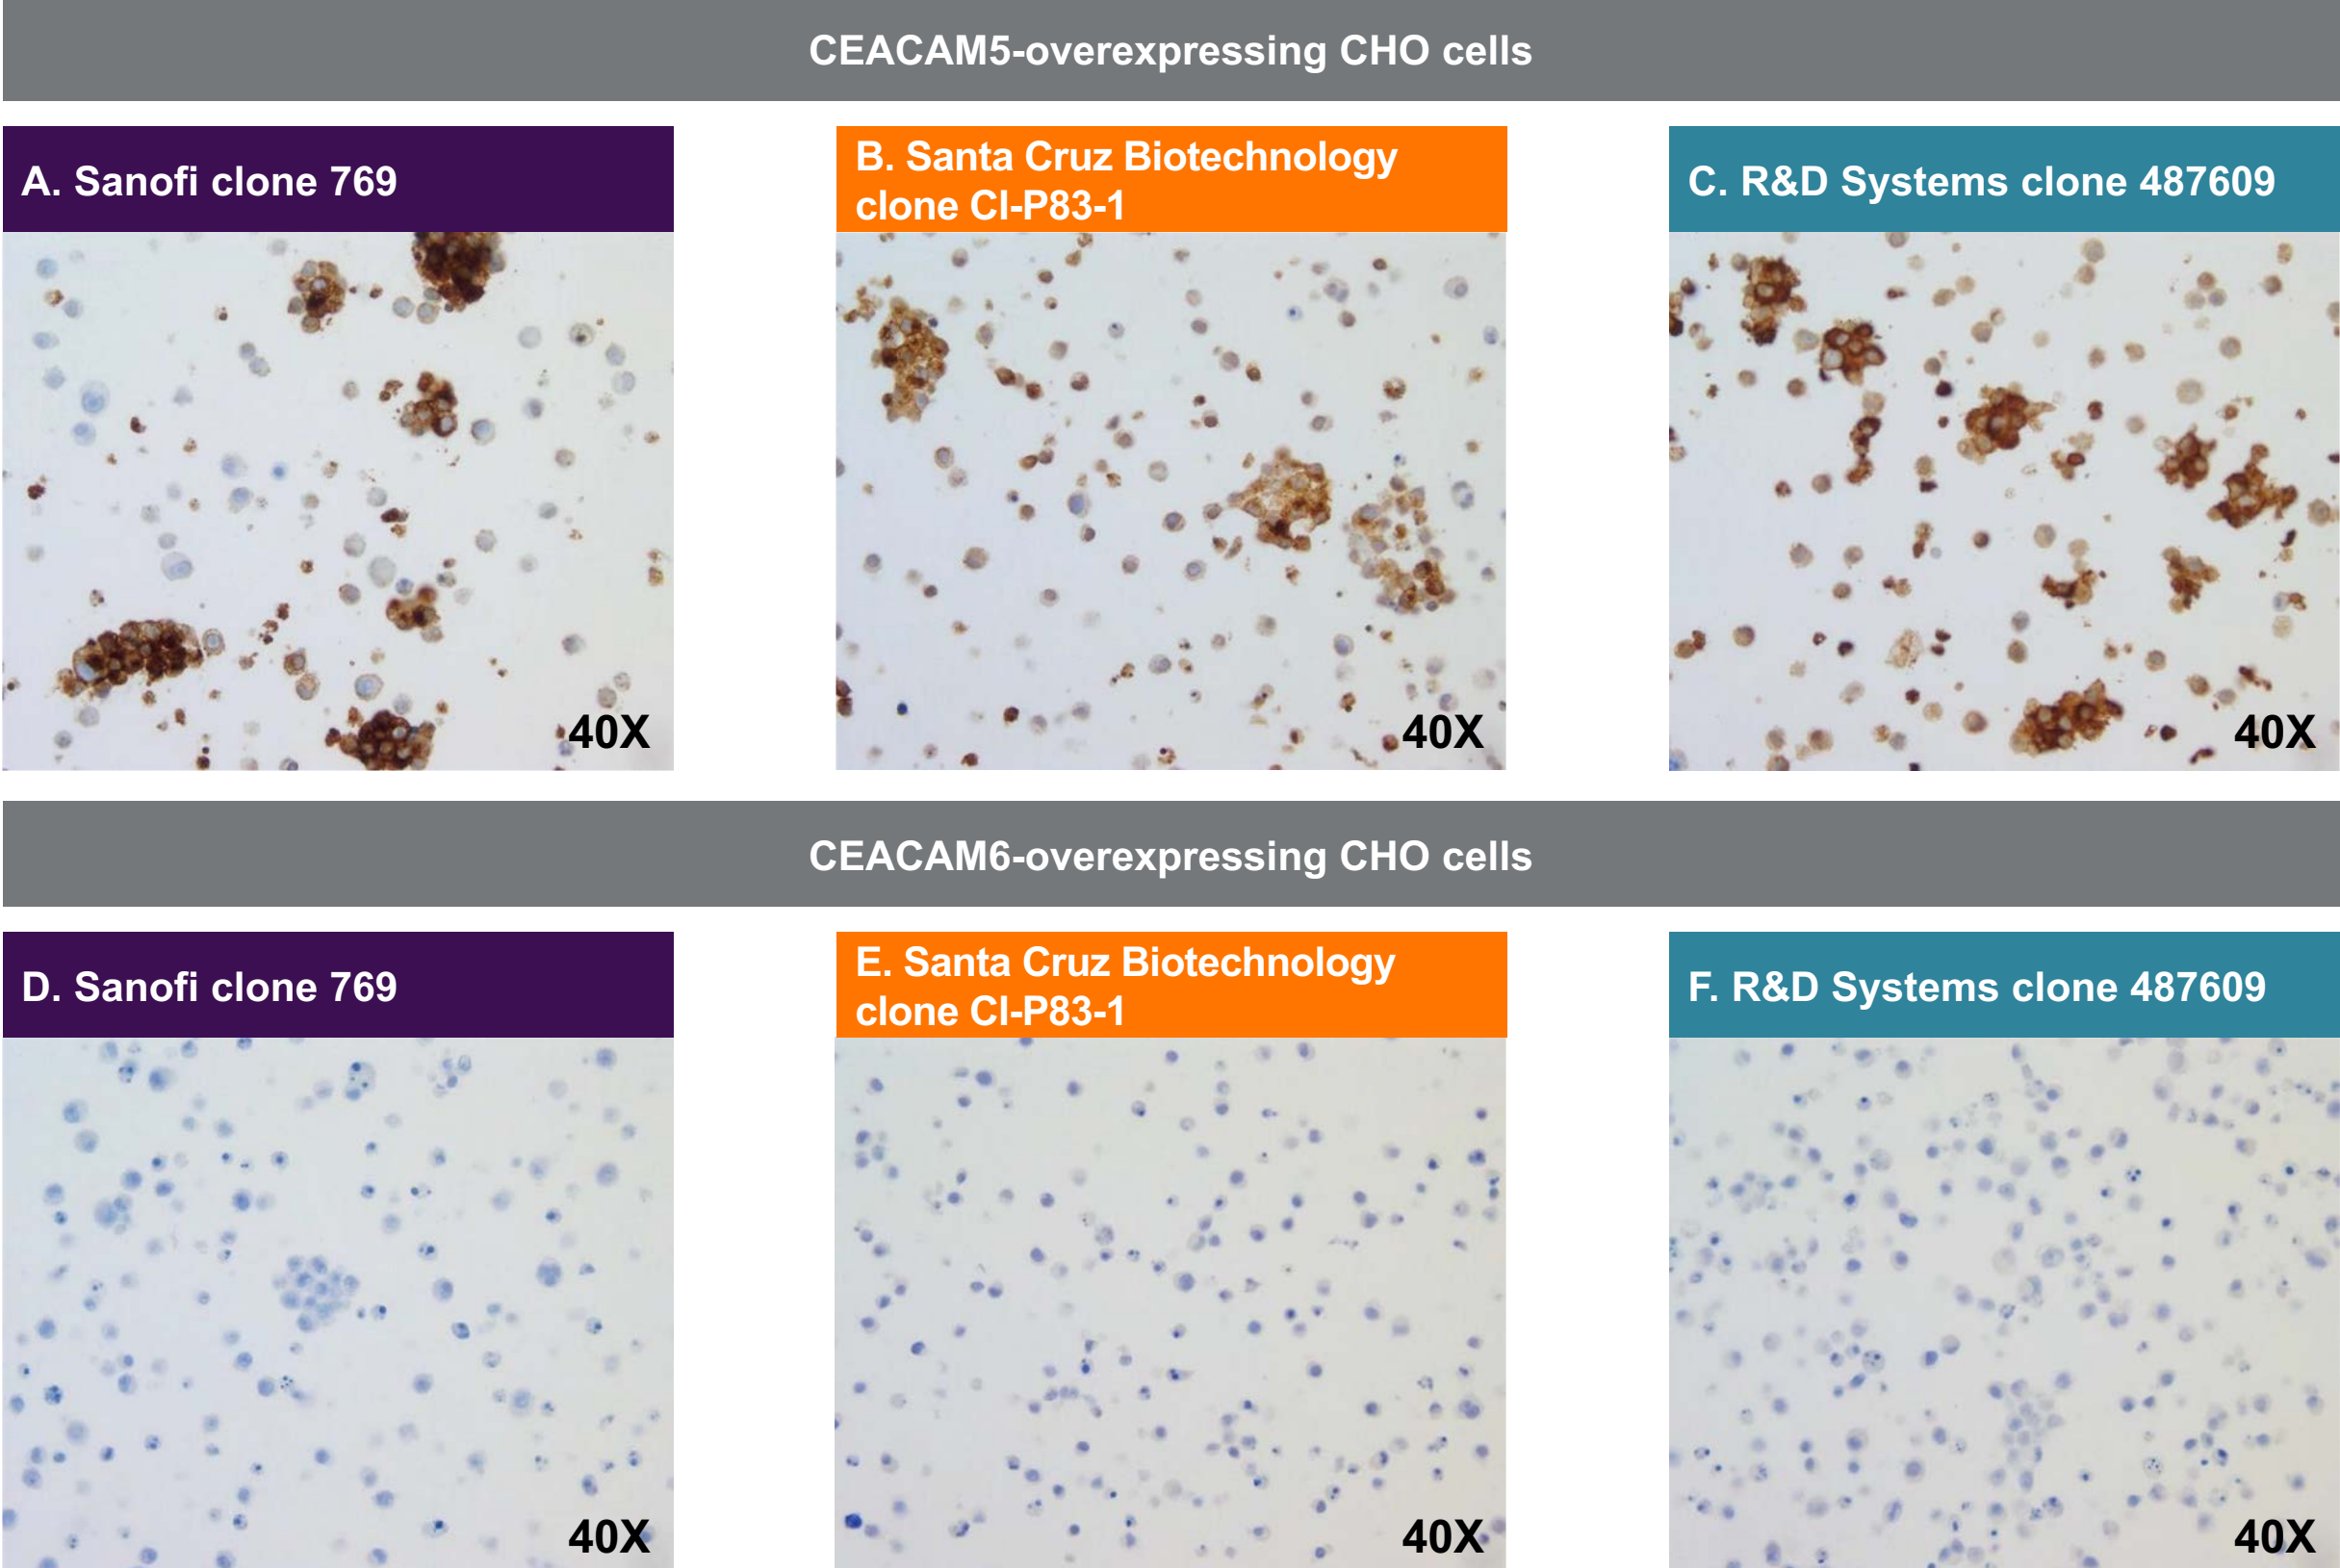 CEACAM5-overexpressing CHO cells
A. Sanofi clone 769
B. Santa Cruz Biotechnology
clone CI-P83-1
C. R&D Systems clone 487609
40X
40X
40X
CEACAM6-overexpressing CHO cells
D. Sanofi clone 769
E. Santa Cruz Biotechnology
clone CI-P83-1
F. R&D Systems clone 487609
40X
40X
40X